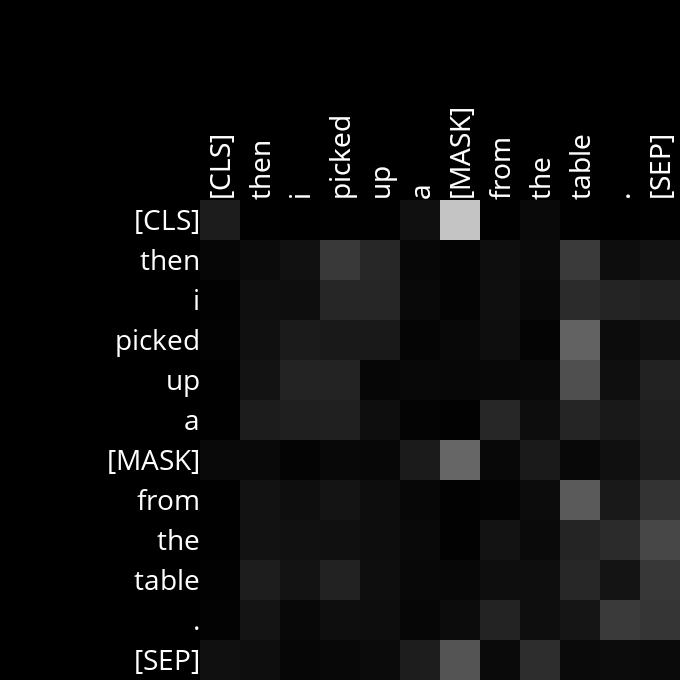 [CLS] then i picked up a [MASK] from the table . [SEP]
[CLS]
then
i
picked
up
a
[MASK]
from
the
table
.
[SEP]